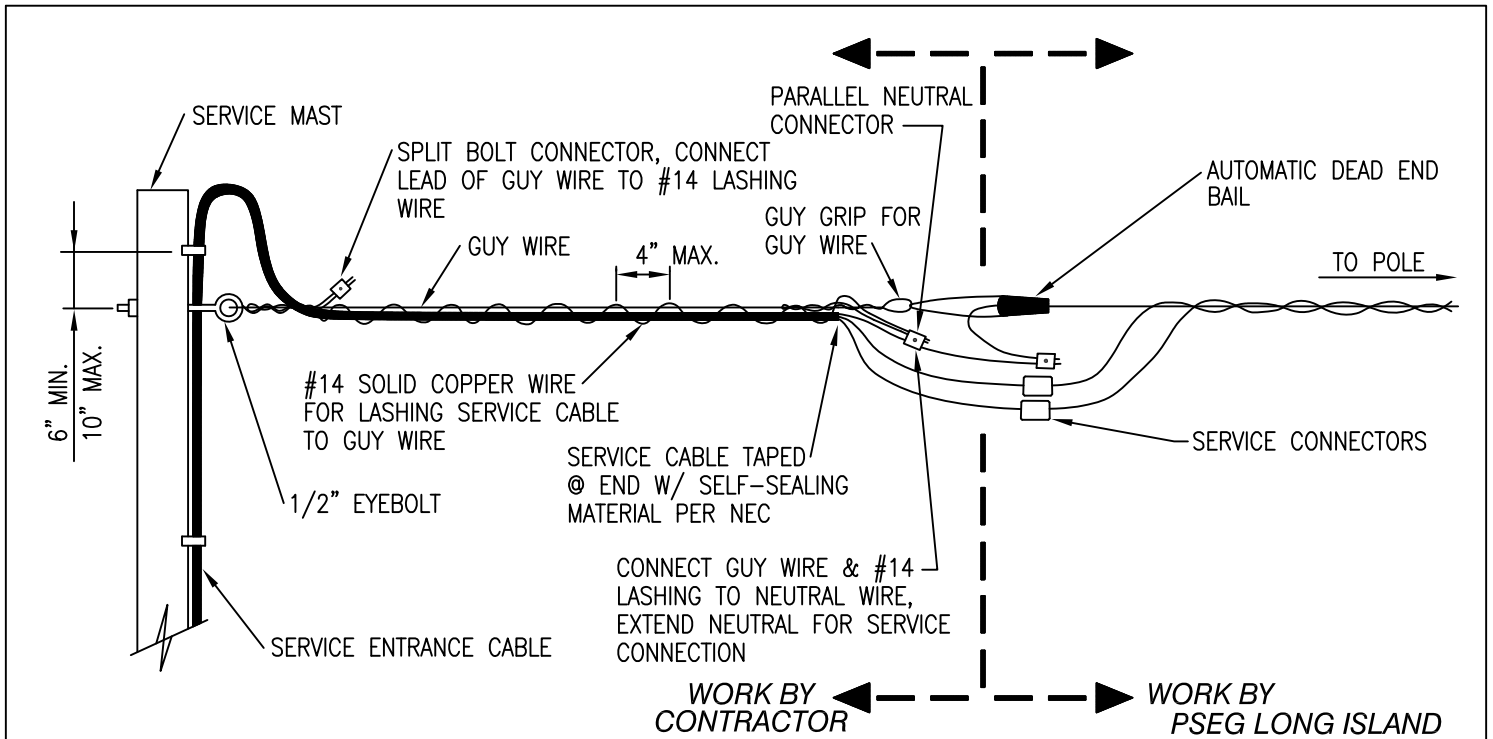 SERVICE MAST
SPLIT BOLT CONNECTOR, CONNECT
LEAD OF GUY WIRE TO #14 LASHING
WIRE
PARALLEL NEUTRAL
CONNECTOR
AUTOMATIC DEAD END
BAIL
GUY GRIP FOR
GUY WIRE
GUY WIRE
4" MAX.
TO POLE
6" MIN.
10" MAX.
#14 SOLID COPPER WIRE
FOR LASHING SERVICE CABLE
TO GUY WIRE
1/2" EYEBOLT
SERVICE CABLE TAPED
@ END W/ SELF-SEALING
MATERIAL PER NEC
SERVICE CONNECTORS
CONNECT GUY WIRE & #14
LASHING TO NEUTRAL WIRE,
EXTEND NEUTRAL FOR SERVICE
CONNECTION
SERVICE ENTRANCE CABLE
WORK BY
CONTRACTOR
WORK BY
PSEG LONG ISLAND